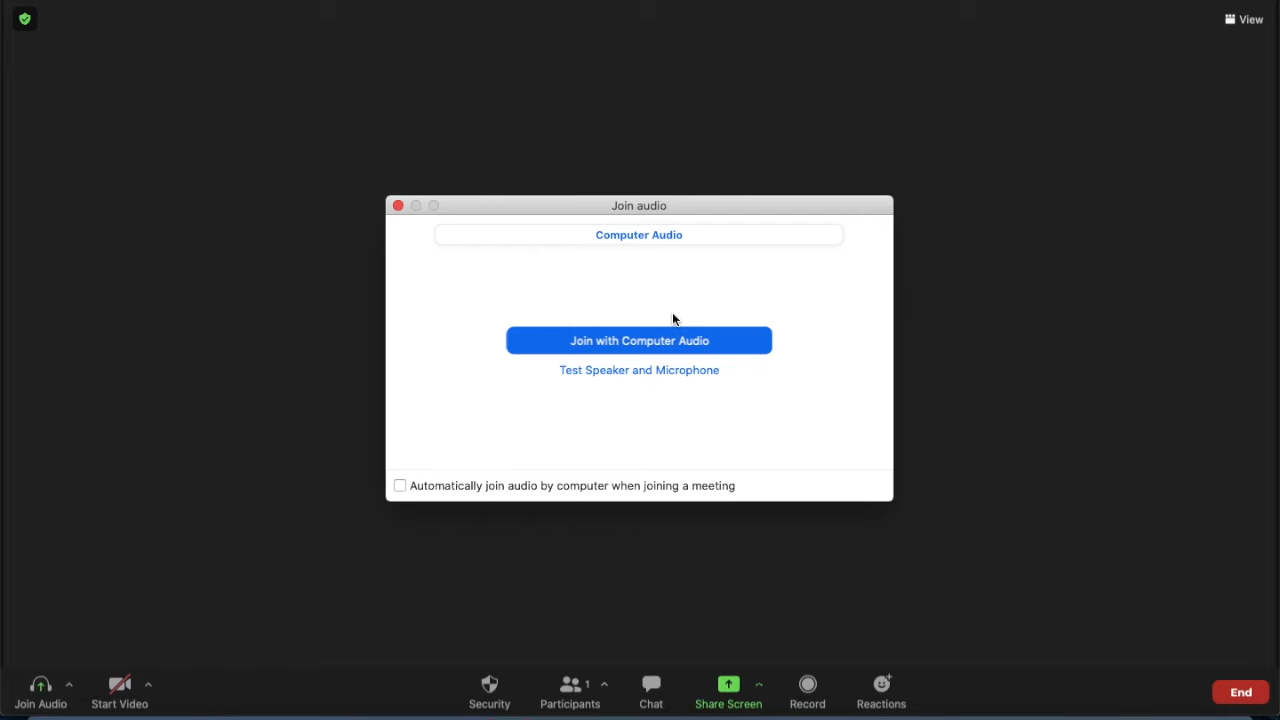 View
Join audio
Computer Audio
Join with Computer Audio
Test Speaker and Microphone
Automatically join audio by computer when joining a meeting
Join Audio
Start Video
Security
1
Participants
Chat
Share Screen
Record
Reactions
End